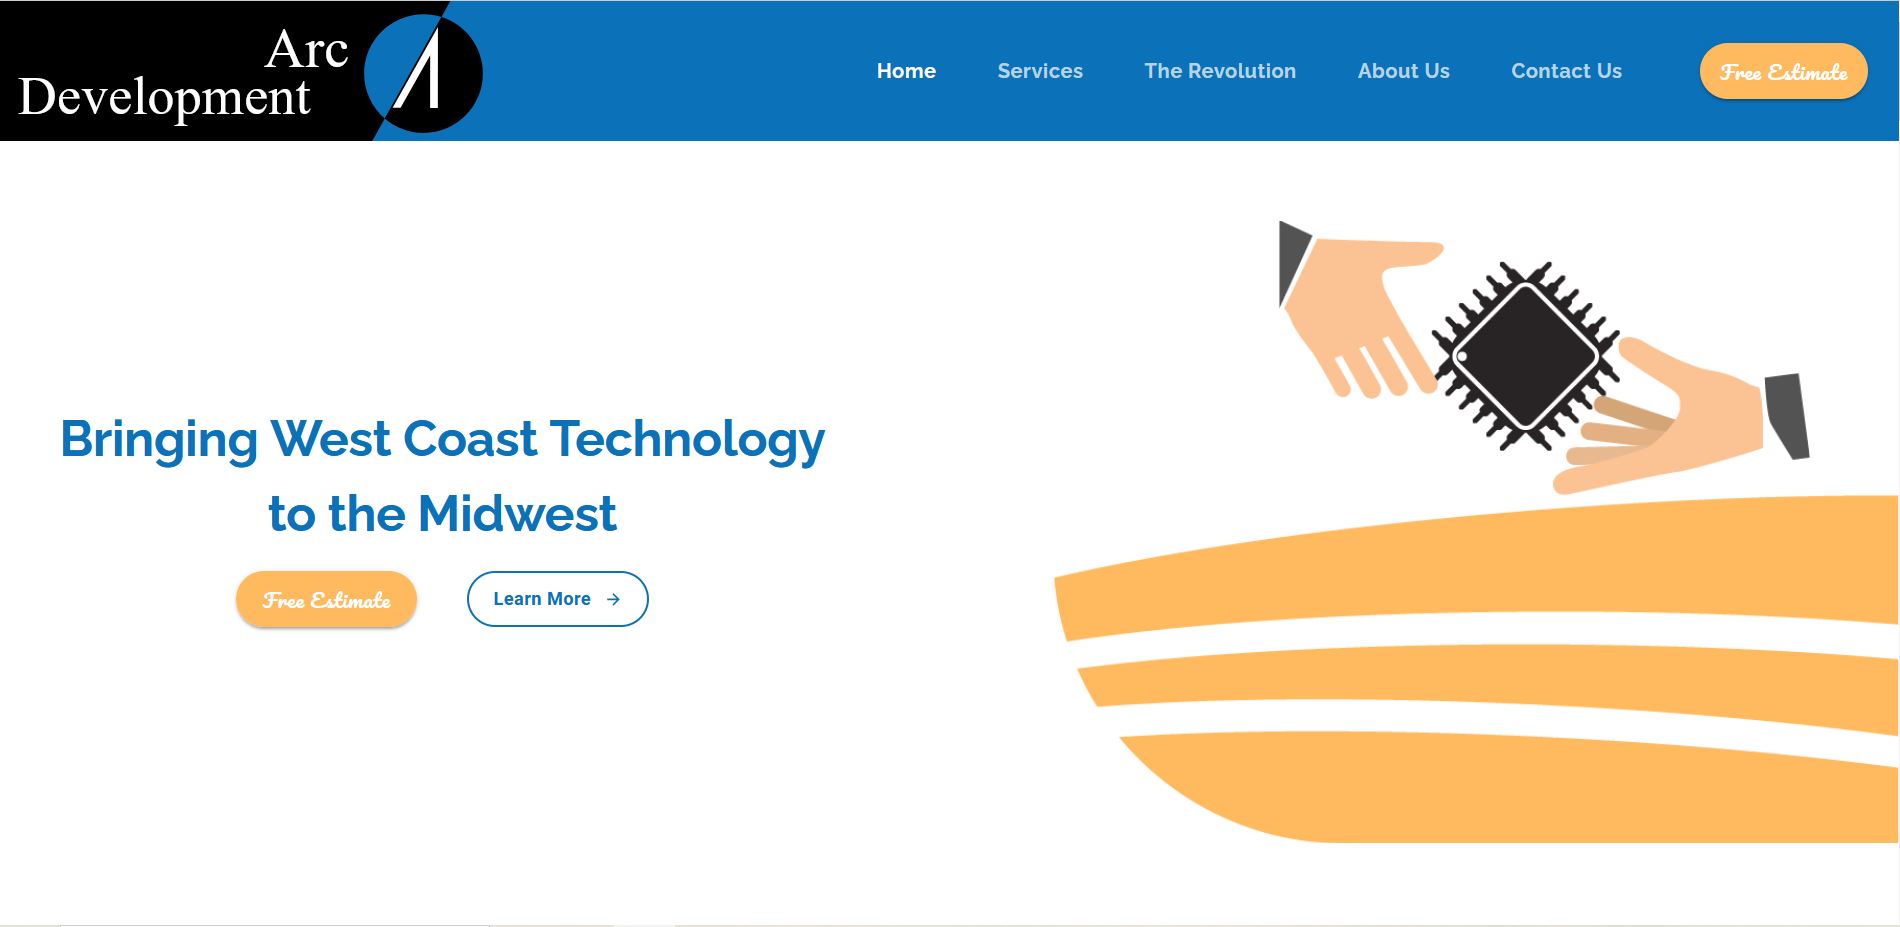 Arc
Development
Home
Services
The Revolution
About Us
Contact Us
Free Estimate
Bringing West Coast Technology
to the Midwest
Free Estimate
Learn More →